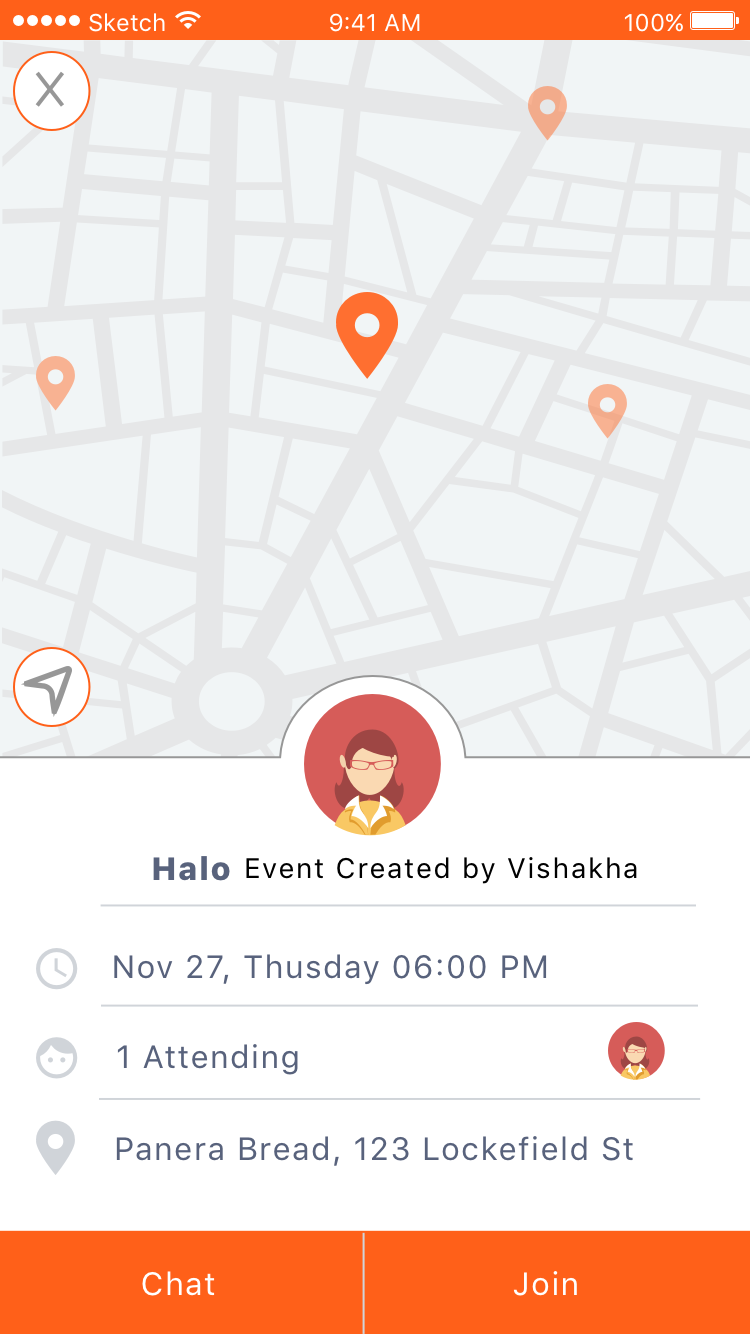 Sketch 9:41 AM 100%
X
Halo Event Created by Vishakha
Nov 27, Thusday 06:00 PM
1 Attending
Panera Bread, 123 Lockefield St
Chat Join